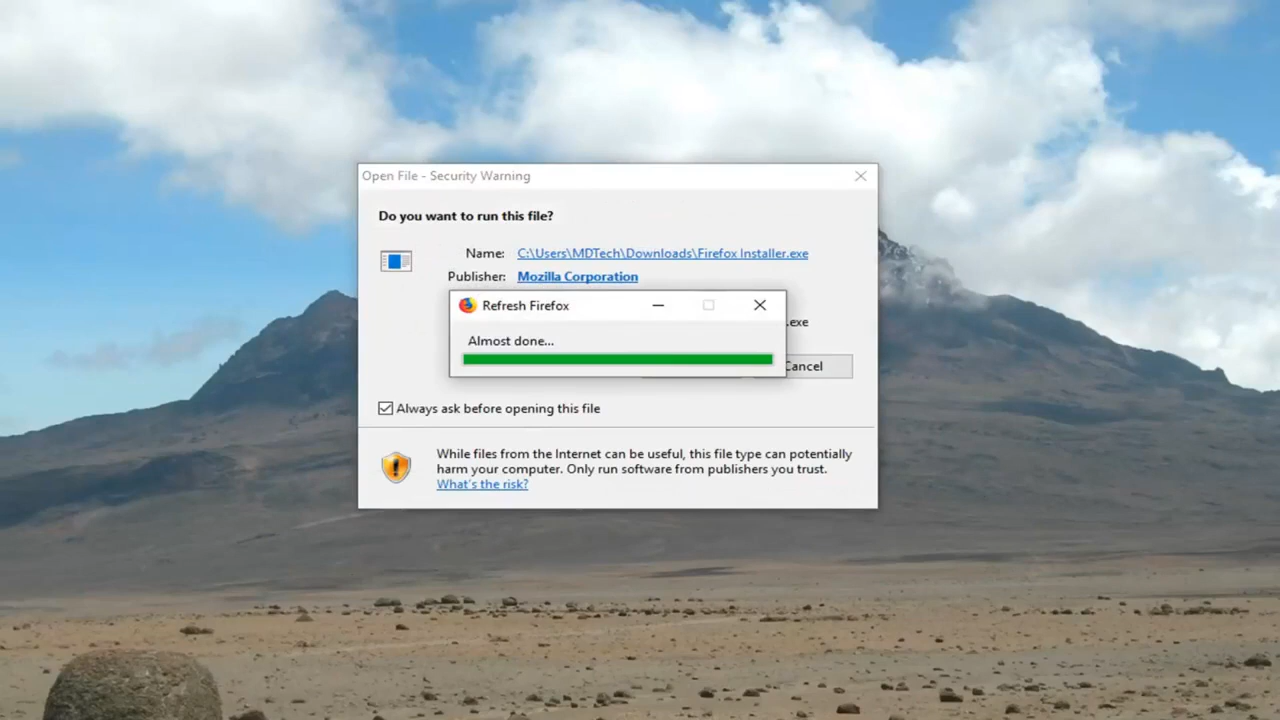 Open File - Security Warning
Do you want to run this file?
Name: C:\Users\MDTech\Downloads\Firefox Installer.exe
Publisher: Mozilla Corporation
Refresh Firefox
.exe
Almost done...
Cancel
Always ask before opening this file
While files from the Internet can be useful, this file type can potentially
harm your computer. Only run software from publishers you trust.
What's the risk?